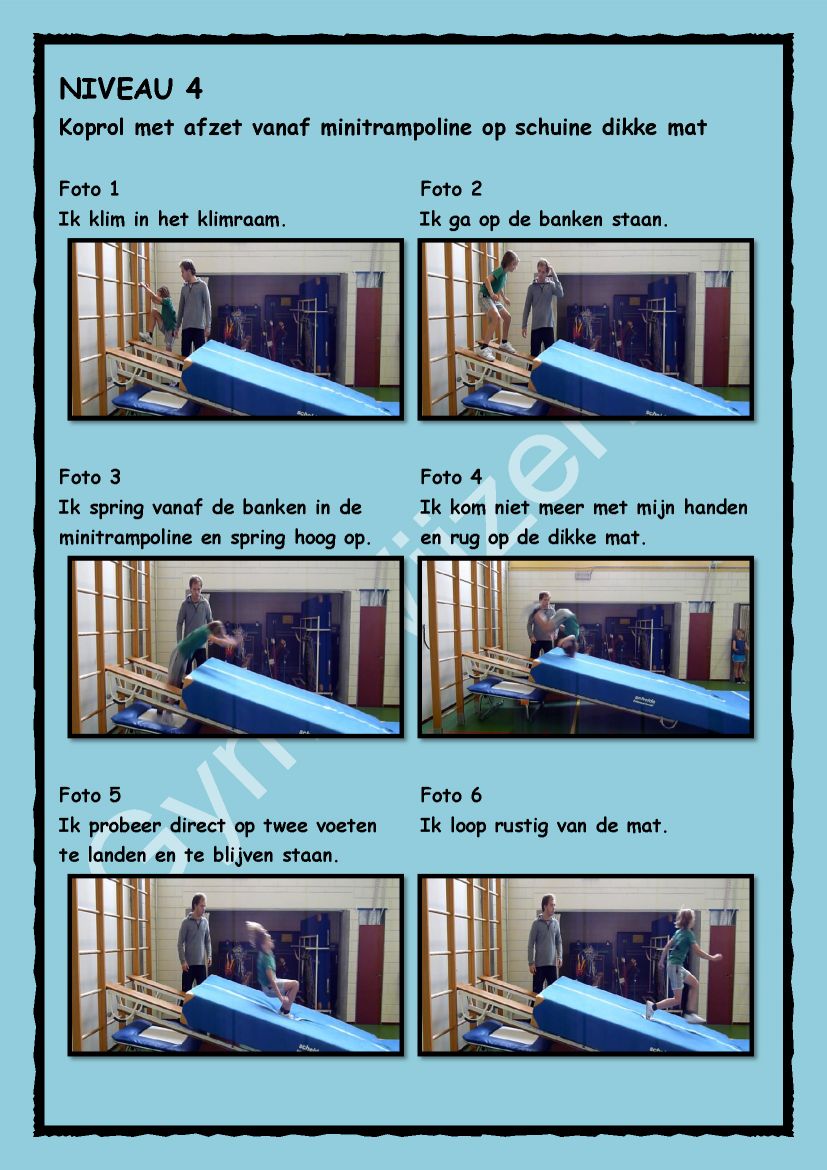 NIVEAU 4
Koprol met afzet vanaf minitrampoline op schuine dikke mat
Foto 1
Ik klim in het klimraam.
Foto 2
Ik ga op de banken staan.
Foto 3
Ik spring vanaf de banken in de
minitrampoline en spring hoog op.
Foto 4
Ik kom niet meer met mijn handen
en rug op de dikke mat.
Foto 5
Ik probeer direct op twee voeten
te landen en te blijven staan.
Foto 6
Ik loop rustig van de mat.